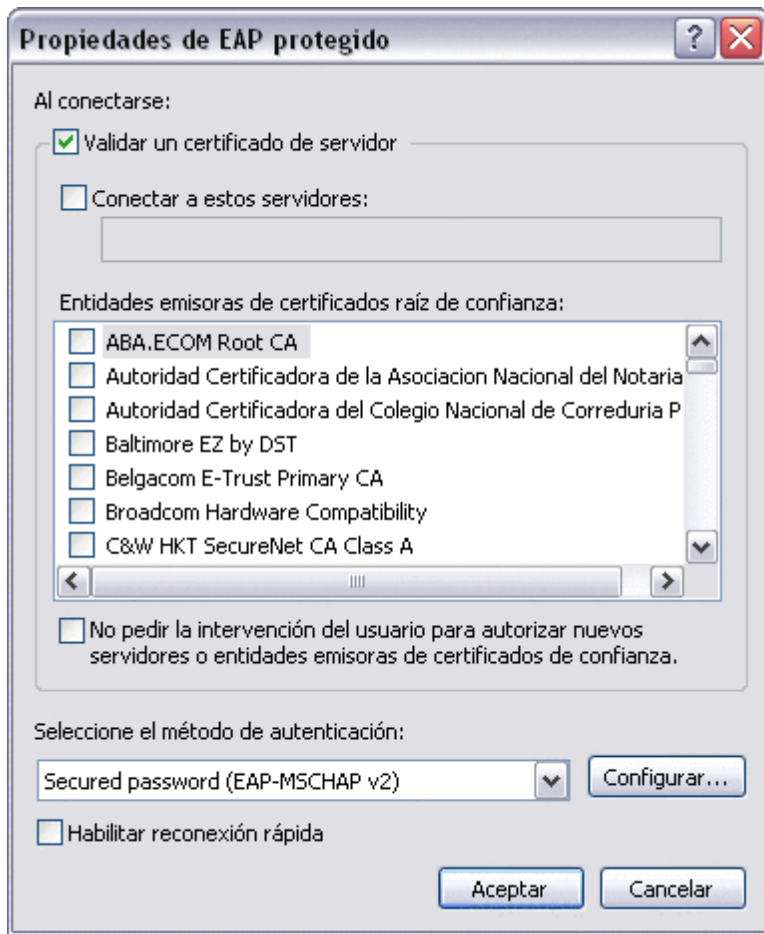 Propiedades de EAP protegido
Al conectarse:
Validar un certificado de servidor
Conectar a estos servidores:
Entidades emisoras de certificados raíz de confianza:
ABA.ECOM Root CA
Autoridad Certificadora de la Asociacion Nacional del Notaria
Autoridad Certificadora del Colegio Nacional de Correduria P
Baltimore EZ by DST
Belgacom E-Trust Primary CA
Broadcom Hardware Compatibility
C&W HKT SecureNet CA Class A
No pedir la intervención del usuario para autorizar nuevos
servidores o entidades emisoras de certificados de confianza.
Seleccione el método de autenticación:
Secured password (EAP-MSCHAP v2)
Configurar...
Habilitar reconexión rápida
Aceptar
Cancelar